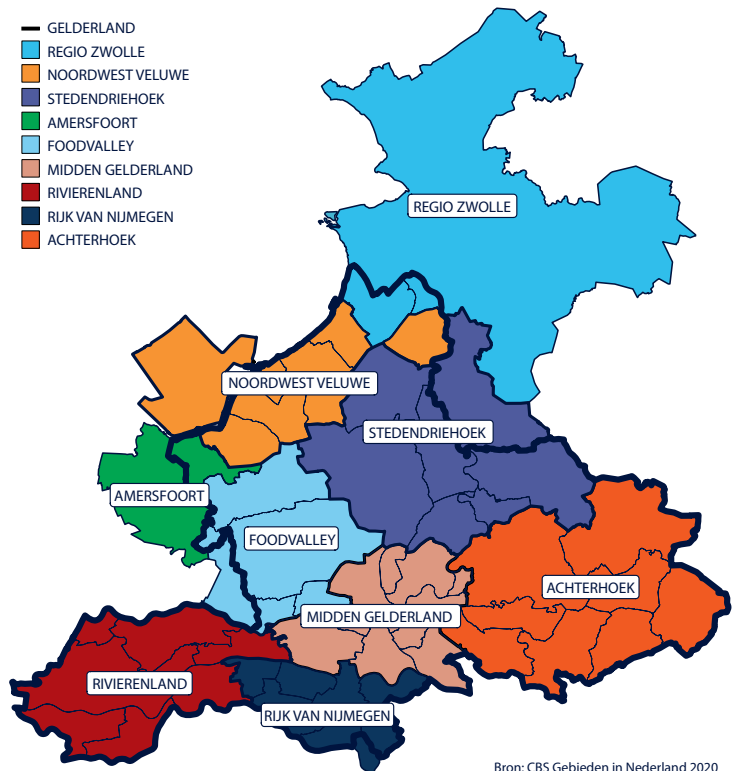 GELDERLAND
REGIO ZWOLLE
NOORDWEST VELUWE
STEDENDRIEHOEK
AMERSFOORT
FOODVALLEY
MIDDEN GELDERLAND
RIVIERENLAND
RIJK VAN NIJMEGEN
ACHTERHOEK
REGIO ZWOLLE
NOORDWEST VELUWE
STEDENDRIEHOEK
AMERSFOORT
FOODVALLEY
ACHTERHOEK
MIDDEN GELDERLAND
RIVIERENLAND
RIJK VAN NIJMEGEN
Bron: CBS Gebieden in Nederland 2020